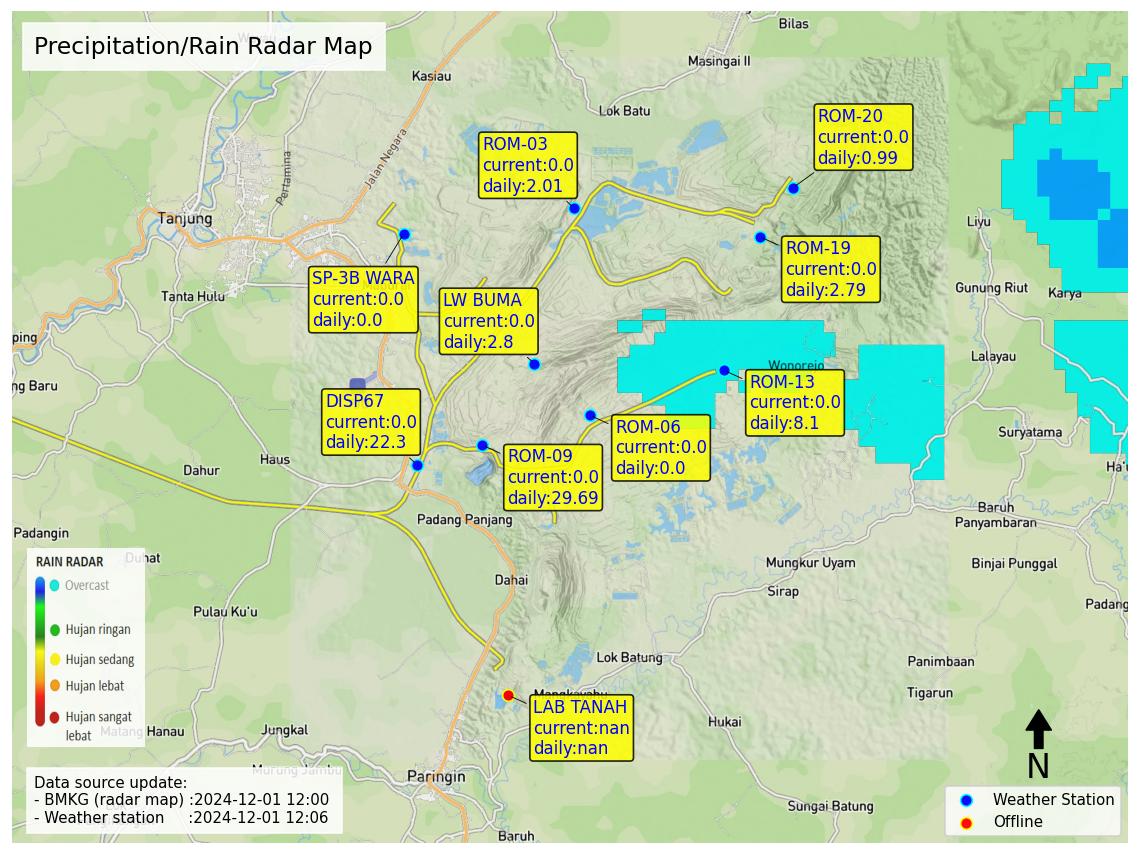 Precipitation/Rain Radar Map
Bilas
Masingai II
Kasiau
Lok Batu
Jalan Negara
Pertamina
Tanjung
Tanta Hulu
ROM-20
current:0.0
daily:0.99
ROM-03
current:0.0
daily:2.01
ROM-19
current:0.0
daily:2.79
SP-3B WARA
current:0.0
daily:0.0
LW BUMA
current:0.0
daily:2.8
Liyu
Gunung Riut
Karya
Lalayau
ping
ng Baru
Wonorejo
ROM-13
current:0.0
daily:8.1
DISP67
current:0.0
daily:22.3
ROM-06
current:0.0
daily:0.0
ROM-09
current:0.0
daily:29.69
Suryatama
Ha'u
Haus
Dahur
Padang Panjang
Baruh
Panyambaran
Padangin
Duhat
Binjai Punggal
Mungkur Uyam
Sirap
Dahai
Padang
Pulau Ku'u
RAIN RADAR
Overcast
Hujan ringan
Hujan sedang
Hujan lebat
Hujan sangat
lebat
Lok Batung
Panimbaan
Tigarun
Mangkayahu
LAB TANAH
current:nan
daily:nan
Hukai
Matang Hanau
Jungkal
Murung Jambu
Paringin
Sungai Batung
Baruh
Data source update:
- BMKG (radar map) :2024-12-01 12:00
- Weather station :2024-12-01 12:06
N
Weather Station
Offline